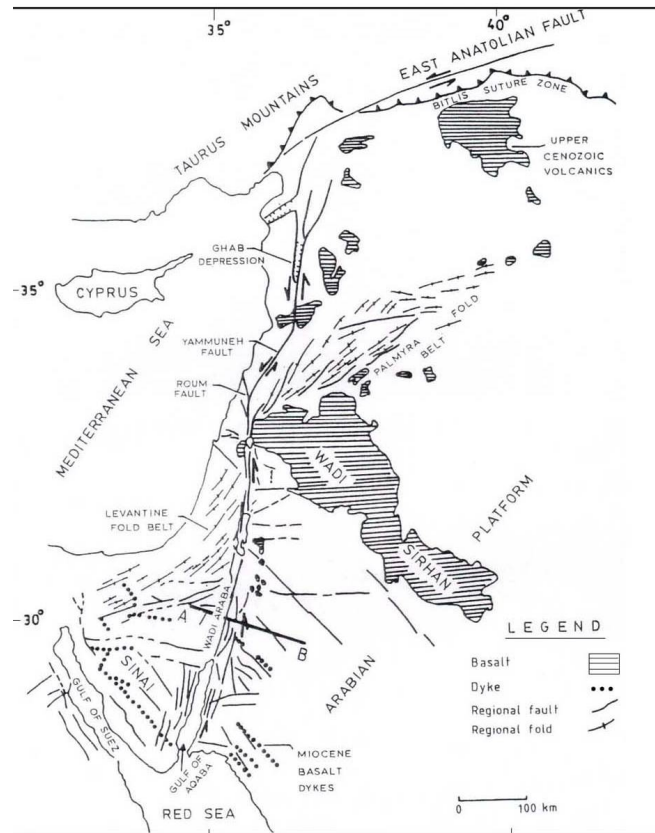 35°
40°
EAST ANATOLIAN FAULT
BITLIS SUTURE ZONE
TAURUS MOUNTAINS
UPPER
CENOZOIC
VOLCANICS
GHAB
DEPRESSION
-35°
CYPRUS
MEDITERRANEAN SEA
YAMMUNEH
FAULT
PALMYRA FOLD
BELT
ROUM
FAULT
WADI
SIRHAN
PLATFORM
LEVANTINE
FOLD BELT
-30°
A
WADI ARABA
B
ARABIAN
SINAI
GULF OF SUEZ
GULF OF
AQABA
RED SEA
MIOCENE
BASALT
DYKES
LEGEND
Basalt
Dyke
Regional fault
Regional fold
0 100 km